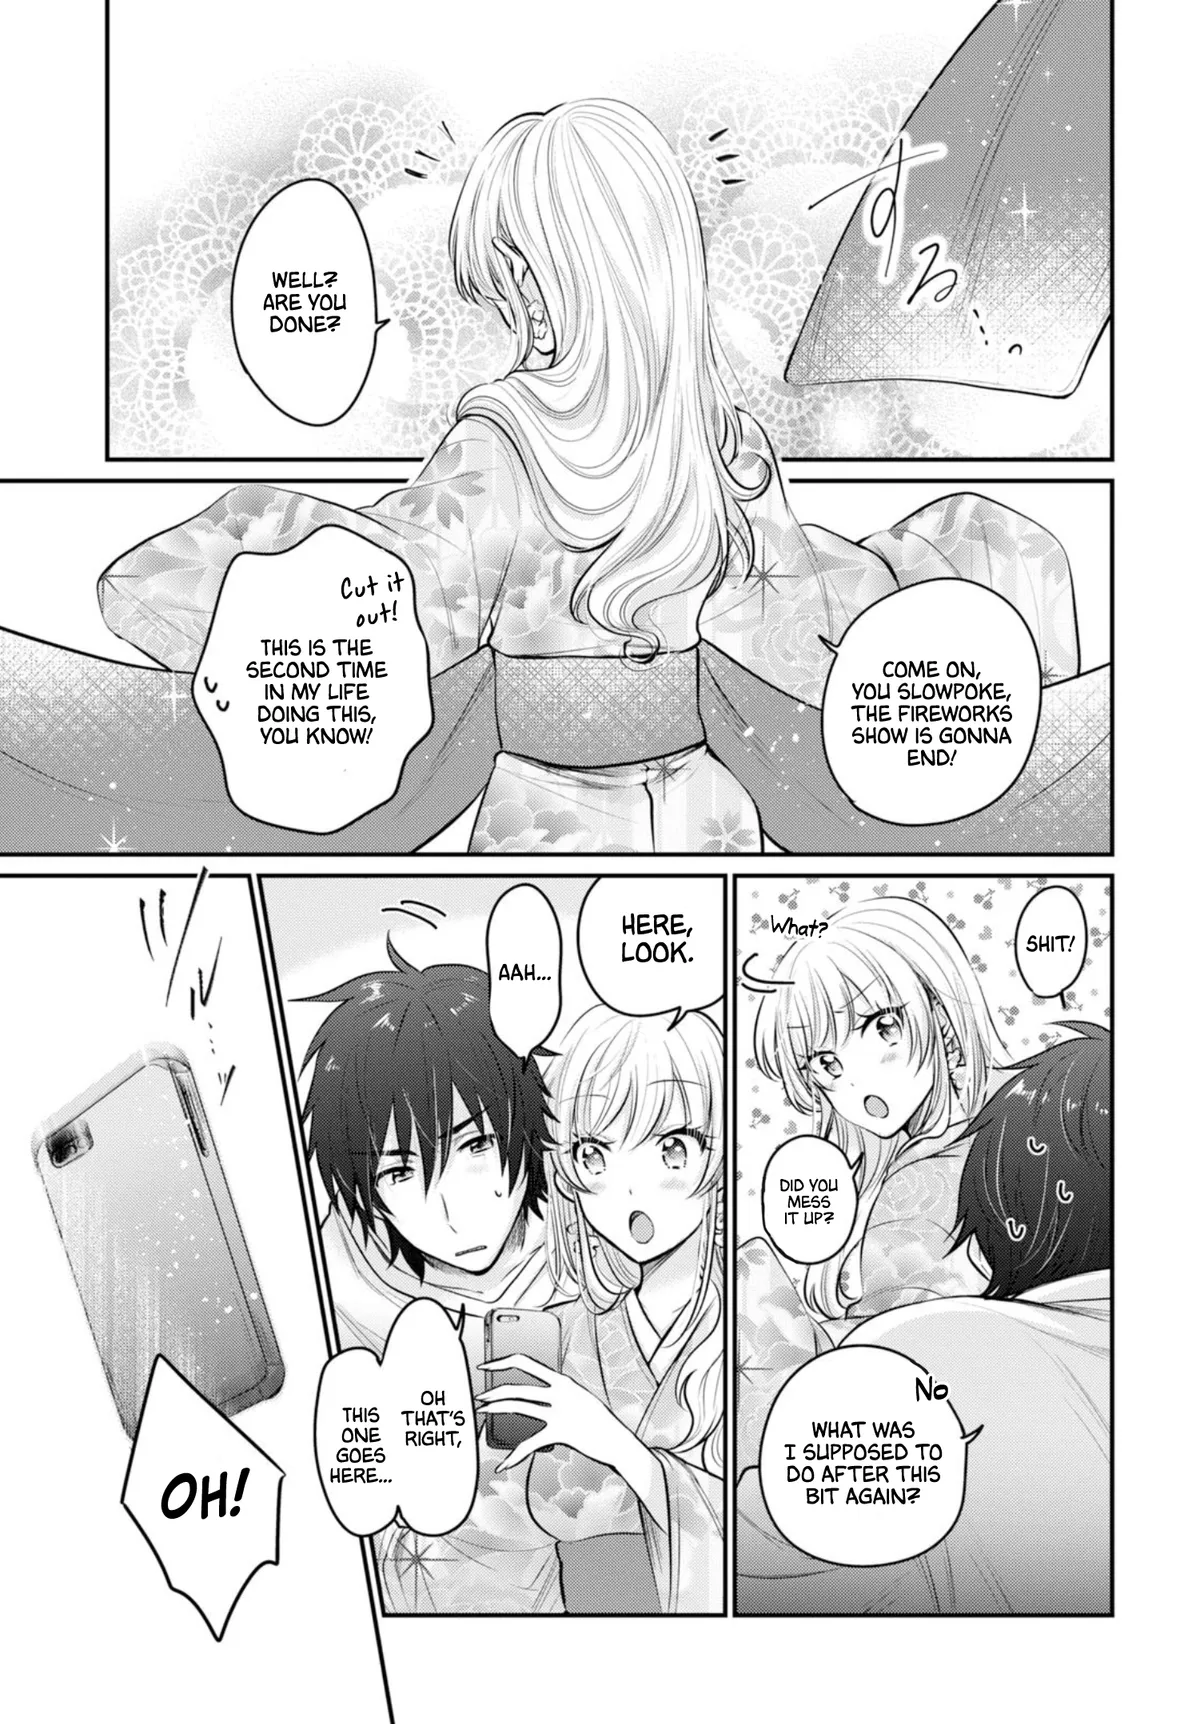 する
WELL?
ARE YOU
DONE?
COME ON,
YOU SLOWPOKE,
THE FIREWORKS
SHOW IS GONNA
END!
Cut it
out!
THIS IS THE
SECOND TIME
IN MY LIFE
DOING THIS,
YOU KNOW!
SHIT!
What?
DID YOU
MESS
IT UP?
No
WHAT WAS
I SUPPOSED TO
DO AFTER THIS
BIT AGAIN?
HERE,
LOOK.
AAH...
OH
THAT'S
RIGHT,
THIS
ONE
GOES
HERE...
OH!